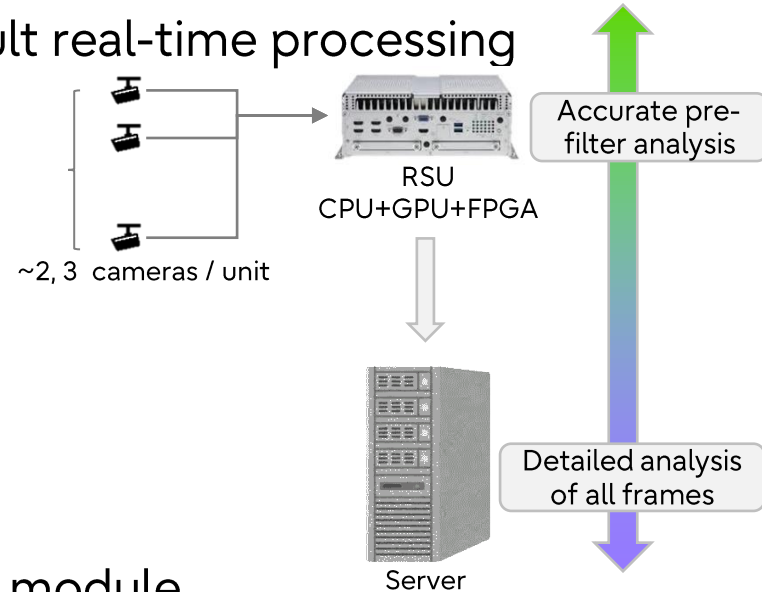 real-time processing
Accurate pre-
filter analysis
RSU
CPU+GPU+FPGA
~2, 3 cameras / unit
Detailed analysis
of all frames
module
Server